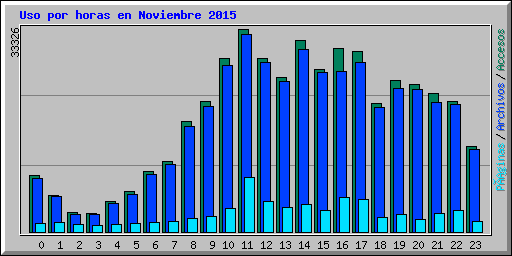 Uso por horas en Noviembre 2015
33326
Páginas / Archivos / Accesos
0 1 2 3 4 5 6 7 8 9 10 11 12 13 14 15 16 17 18 19 20 21 22 23